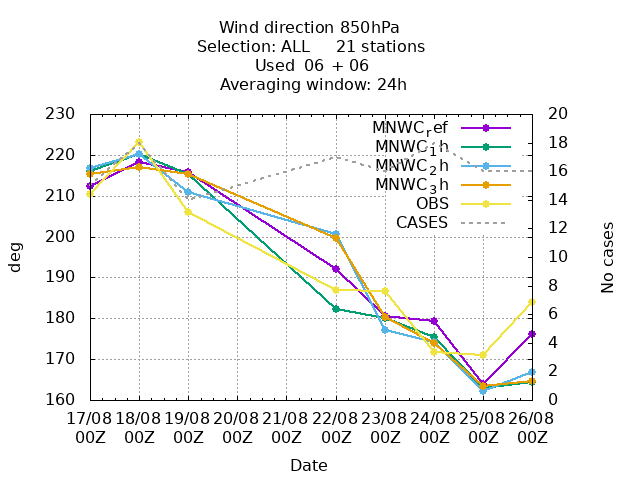 Wind direction 850hPa
Selection: ALL     21 stations
Used  06 + 06
Averaging window: 24h
230 20
220 18
210 16
200 14
190 12
180 10
170 8
160 6
4
2
0
MNWC_ref
MNWC_1h
MNWC_2h
MNWC_3h
OBS
CASES
deg
No cases
17/08 18/08 19/08 20/08 21/08 22/08 23/08 24/08 25/08 26/08
00Z 00Z 00Z 00Z 00Z 00Z 00Z 00Z 00Z 00Z
Date